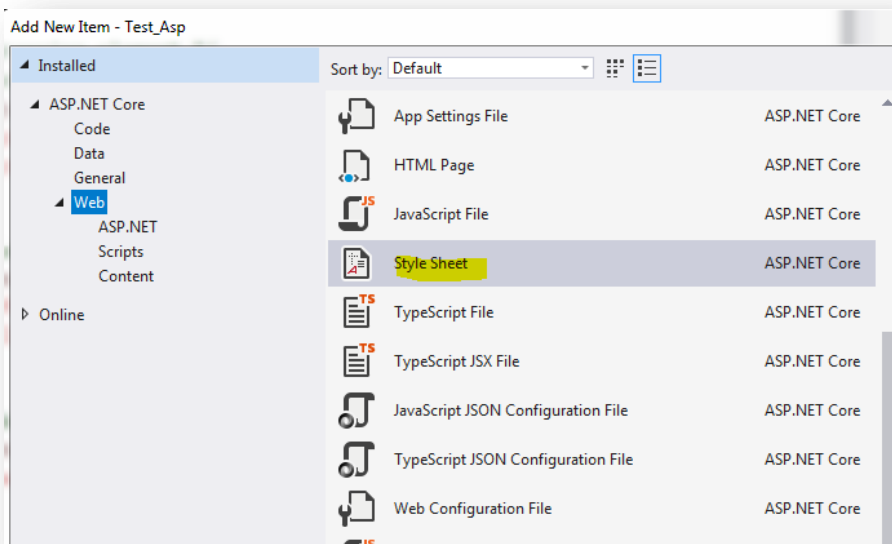 Add New Item - Test_Asp
Installed
Sort by: Default
ASP.NET Core
Code
Data
General
Web
ASP.NET
Scripts
Content
Online
App Settings File ASP.NET Core
HTML Page ASP.NET Core
JS
JavaScript File ASP.NET Core
Style Sheet ASP.NET Core
TS
TypeScript File ASP.NET Core
TS
TypeScript JSX File ASP.NET Core
JavaScript JSON Configuration File ASP.NET Core
TypeScript JSON Configuration File ASP.NET Core
Web Configuration File ASP.NET Core
JS